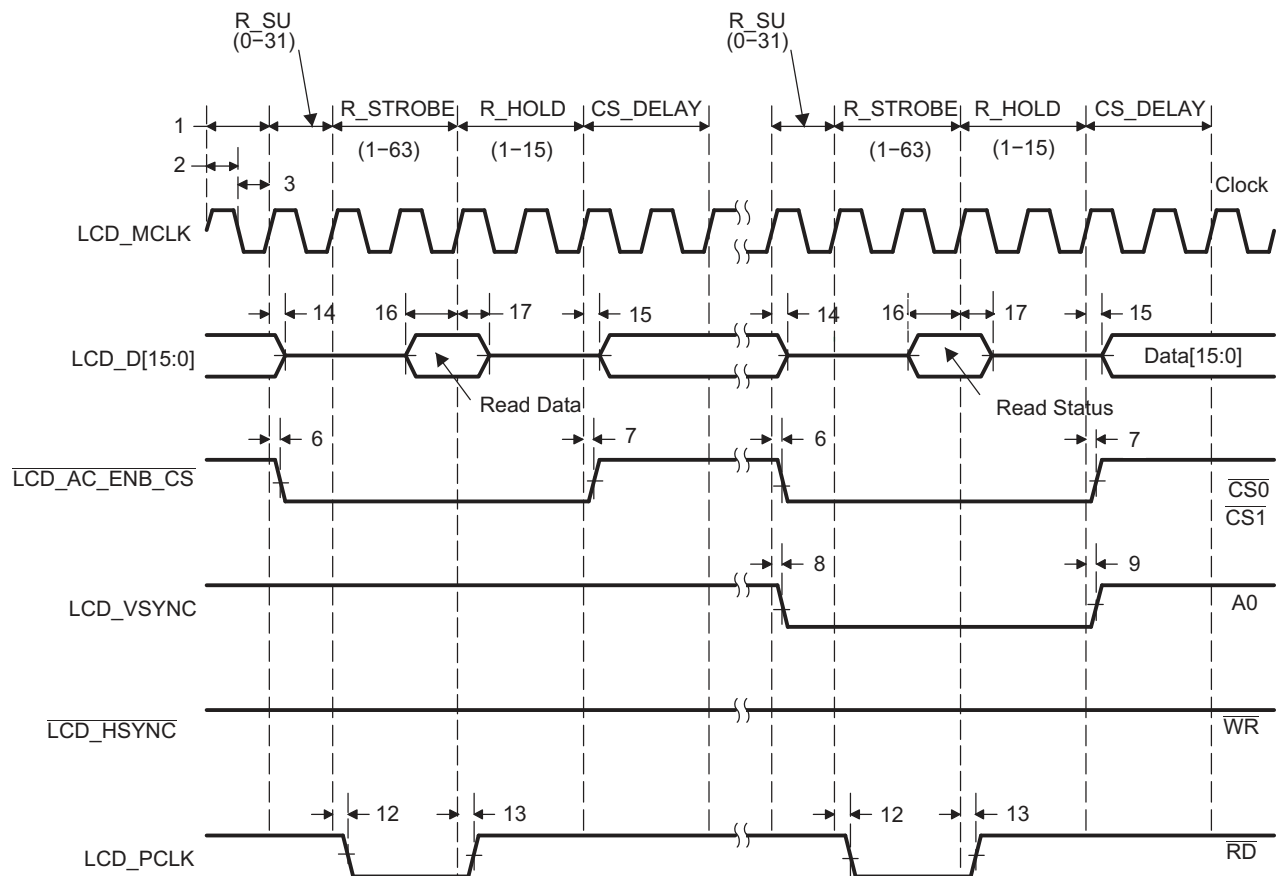 R_SU
(0−31)
R_SU
(0−31)
R_STROBE
R_HOLD
CS_DELAY
R_STROBE
R_HOLD
CS_DELAY
1
(1−63)
(1−15)
(1−63)
(1−15)
2
3
Clock
LCD_MCLK
14
16
17
15
14
16
17
15
LCD_D[15:0]
Data[15:0]
Read Data
Read Status
6
7
6
7
LCD_AC_ENB_CS
CS0
CS1
8
9
LCD_VSYNC
A0
LCD_HSYNC
WR
12
13
12
13
LCD_PCLK
RD